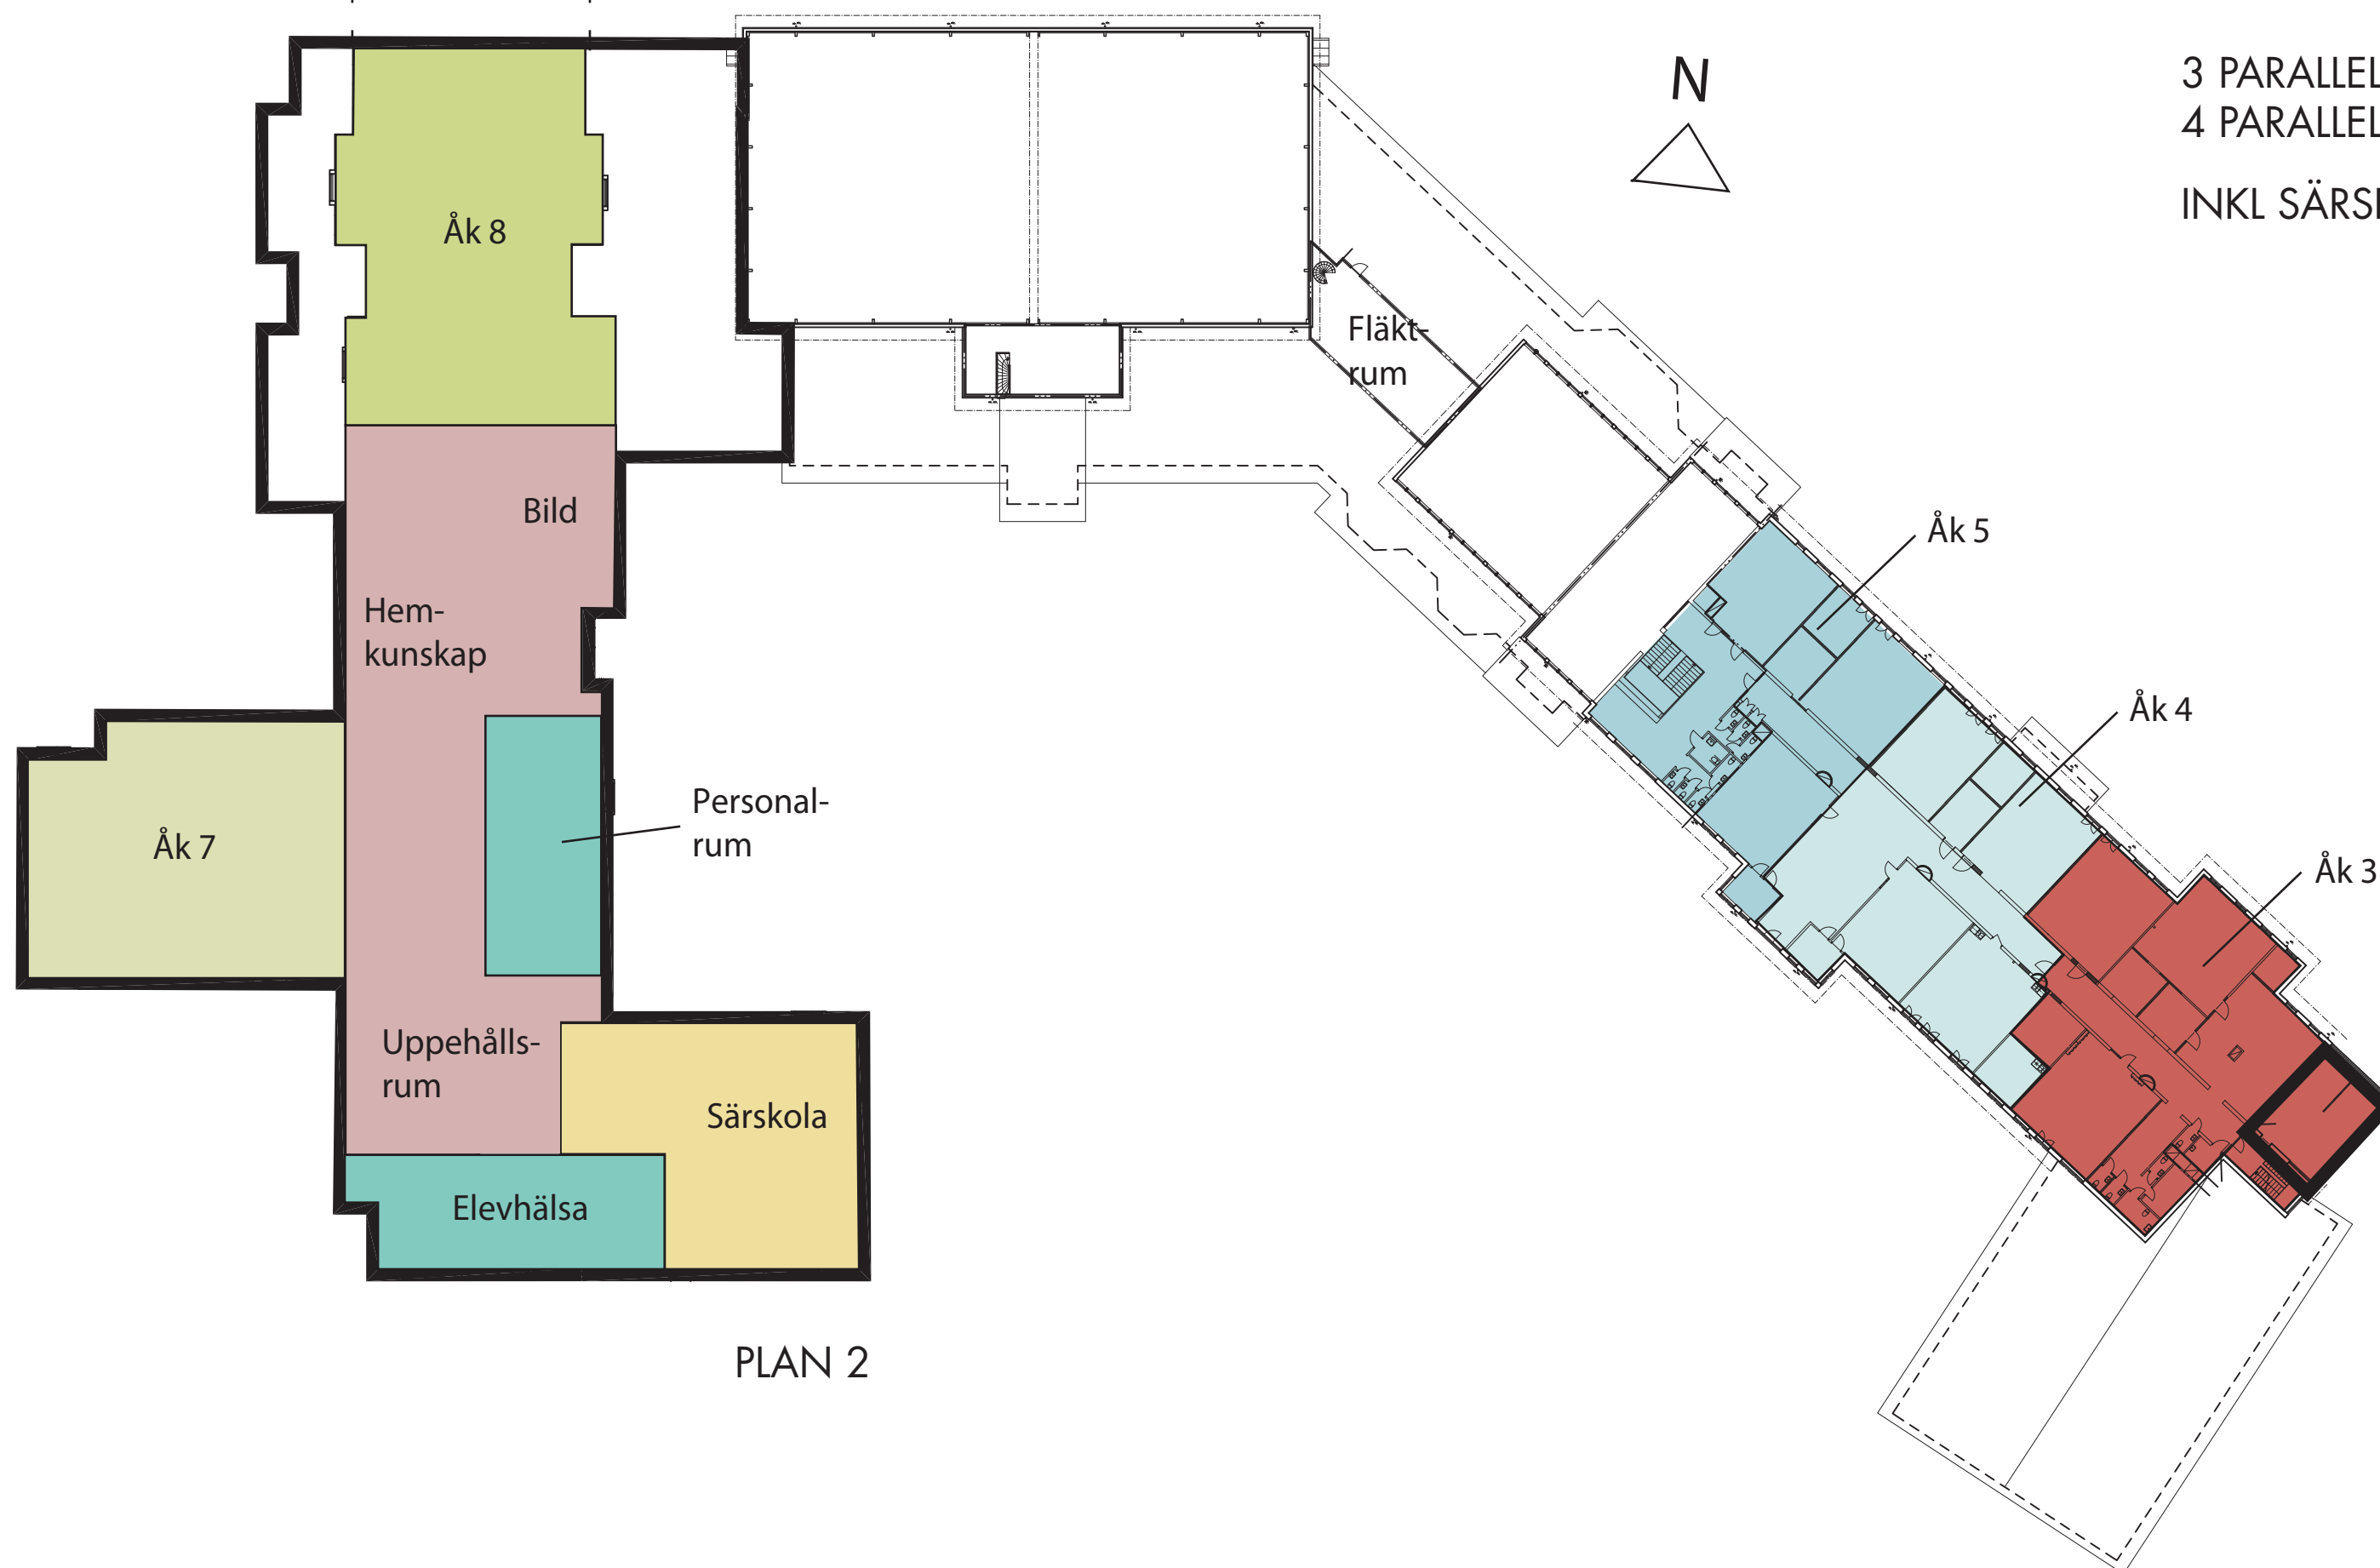 N
3 PARALLEL
4 PARALLEL
INKL SÄRS
Åk 8
Fläkt-
rum
Bild
Åk 5
Hem-
kunskap
Åk 4
Personal-
rum
Åk 7
Åk 3
Uppehålls-
rum
Särskola
Elevhälsa
PLAN 2